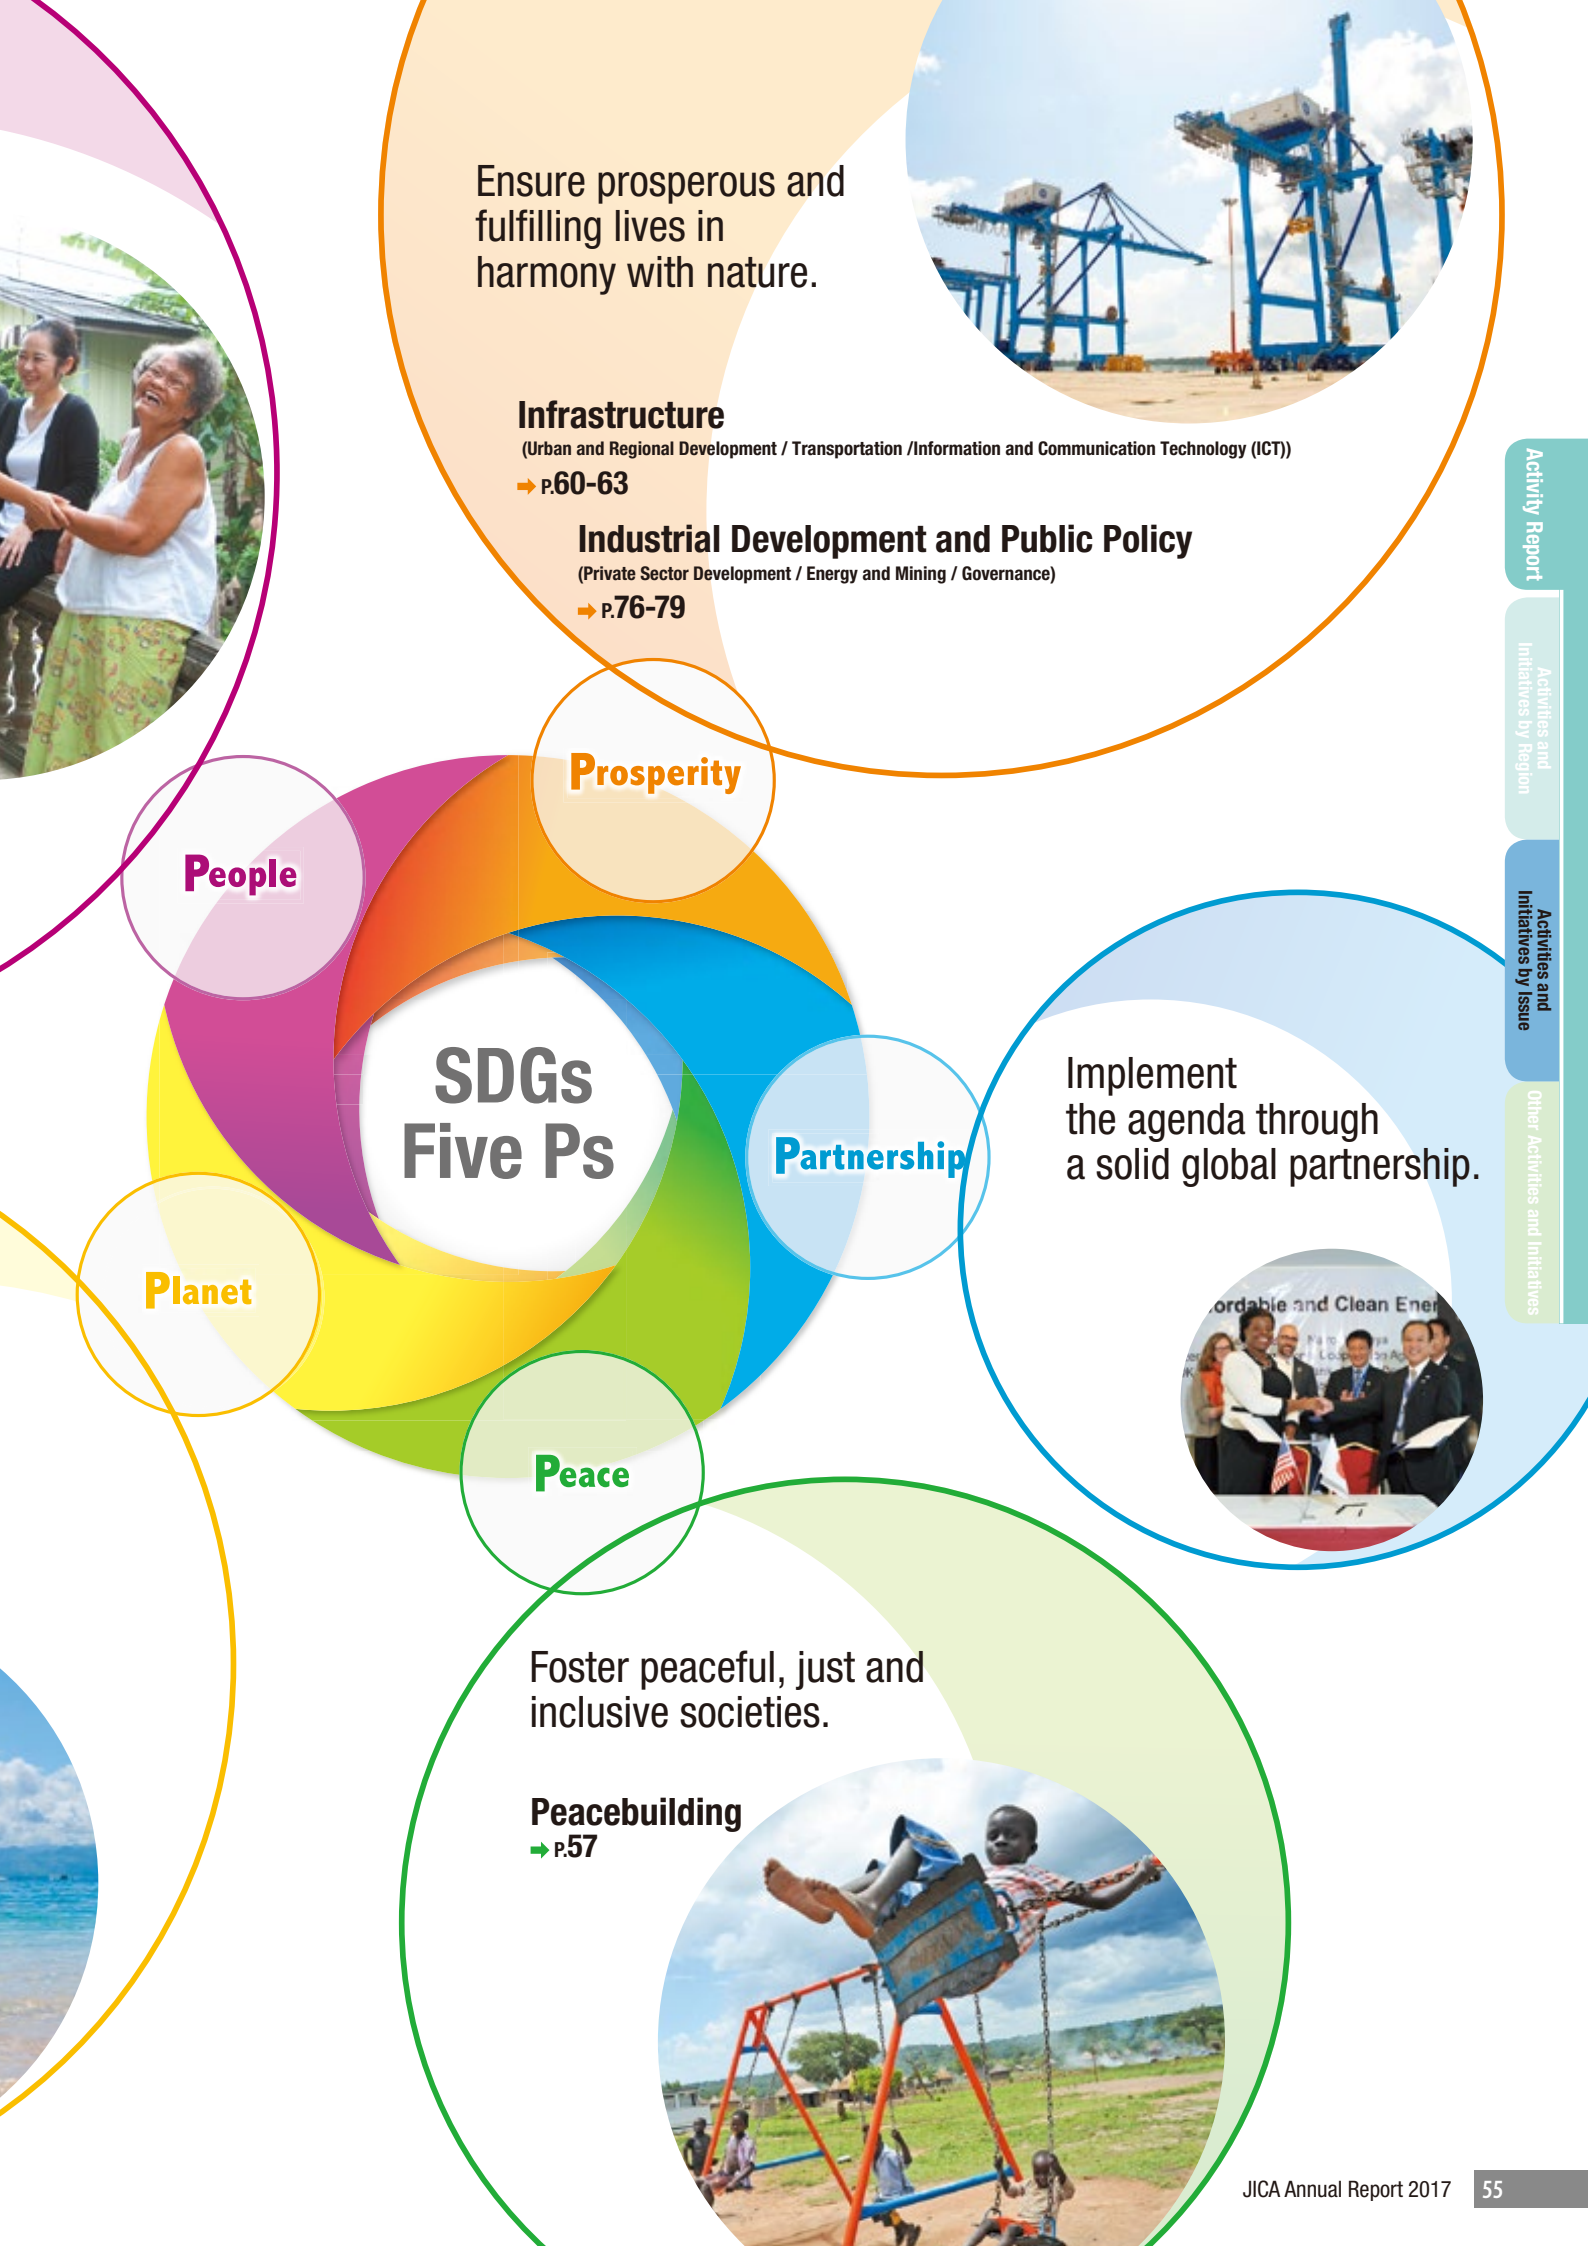 Ensure prosperous and
fulfilling lives in
harmony with nature.
Infrastructure
(Urban and Regional Development / Transportation /Information and Communication Technology (ICT))
➡ P.60-63
Industrial Development and Public Policy
(Private Sector Development / Energy and Mining / Governance)
➡ P.76-79
Prosperity
People
SDGs
Five Ps
Partnership
Planet
Peace
Implement
the agenda through
a solid global partnership.
ordable and Clean Ener
Foster peaceful, just and
inclusive societies.
Peacebuilding
➡ P.57
Activity Report
Activities and
Initiatives by Region
Activities and
Initiatives by Issue
Other Activities and Initiatives
JICA Annual Report 2017
55